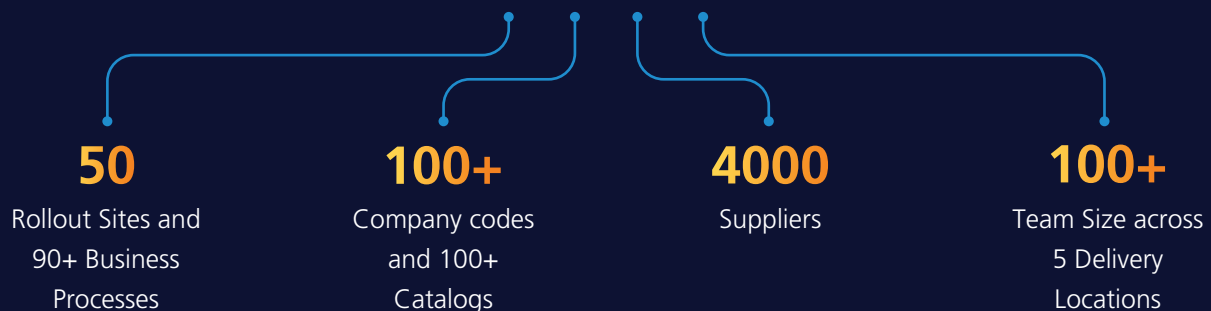 50
Rollout Sites and
90+ Business
Processes
100+
Company codes
and 100+
Catalogs
4000
Suppliers
100+
Team Size across
5 Delivery
Locations